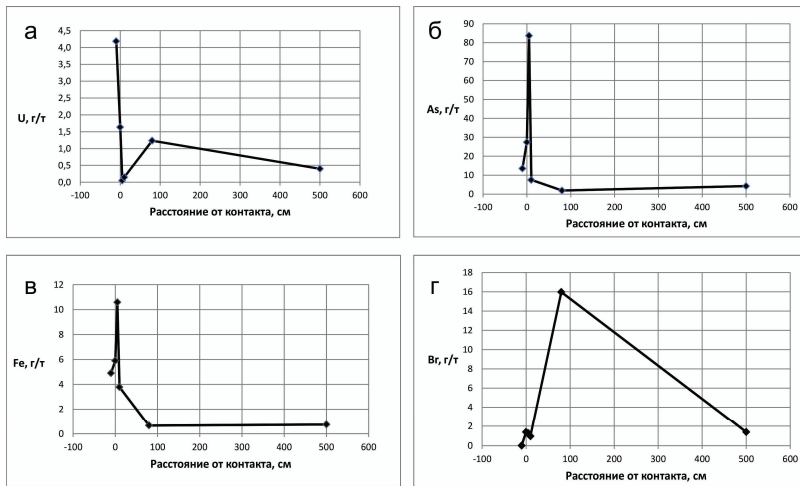 а
4,5
4,0
3,5
3,0
2,5
2,0
1,5
1,0
0,5
0,0
U, г/т
-100 0 100 200 300 400 500 600
Расстояние от контакта, см
б
90
80
70
60
50
40
30
20
10
0
As, г/т
-100 0 100 200 300 400 500 600
Расстояние от контакта, см
в
12
10
8
6
4
2
0
Fe, г/т
-100 0 100 200 300 400 500 600
Расстояние от контакта, см
г
18
16
14
12
10
8
6
4
2
0
Br, г/т
-100 0 100 200 300 400 500 600
Расстояние от контакта, см